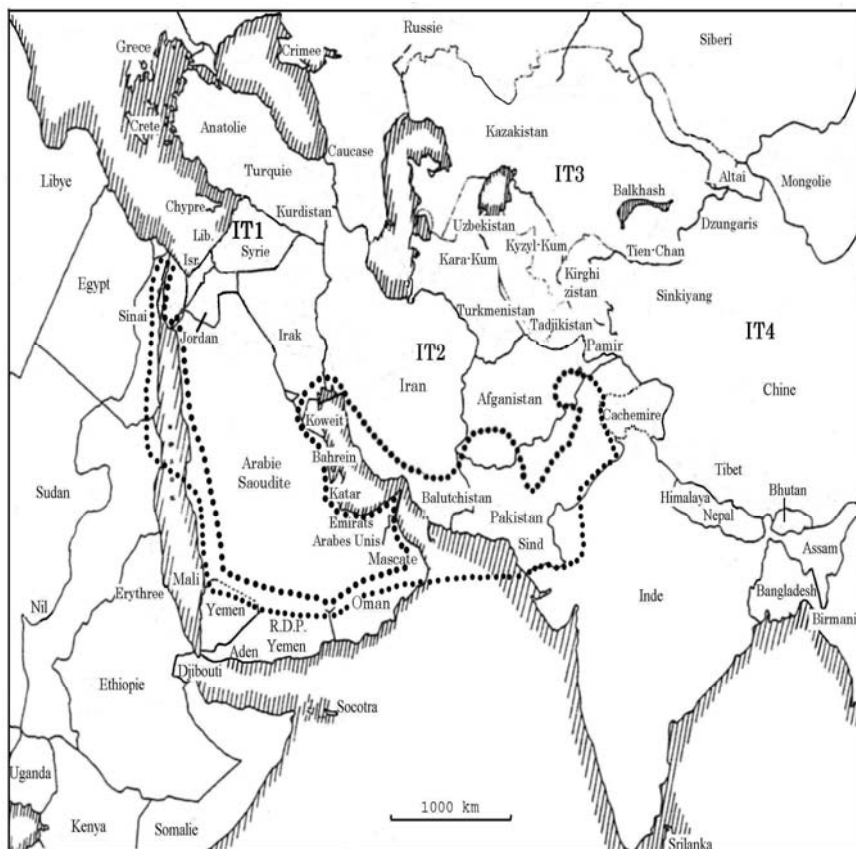 Russie
Siberi
Grece
Crimee
Crete
Anatolie
Caucase
Kazakistan
Turquie
IT3
Altai
Mongolie
Libye
Balkhash
Chypre
Kurdistan
Dzungaris
Lib.
IT1
Uzbekistan
Syrie
Kyzyl-Kum
Tien-Chan
Isr.
Kara-Kum
Kirghi
zistan
Egypt
Sinkiyang
Sinai
Turkmenistan
Jordan
Irak
Tadjikistan
IT4
Pamir
IT2
Iran
Afganistan
Chine
Cachemire
Koweit
Bahrein
Arabie
Saoudite
Tibet
Katar
Balutchistan
Himalaya
Bhutan
Sudan
Emirats
Arabes Unis
Pakistan
Nepal
Sind
Assam
Mascate
Mali
Erythree
Yemen
Oman
Inde
Bangladesh
Nil
R.D.P.
Yemen
Birmani
Aden
Djibouti
Ethiopie
Socotra
Uganda
1000 km
Kenya
Somalie
Srilanka